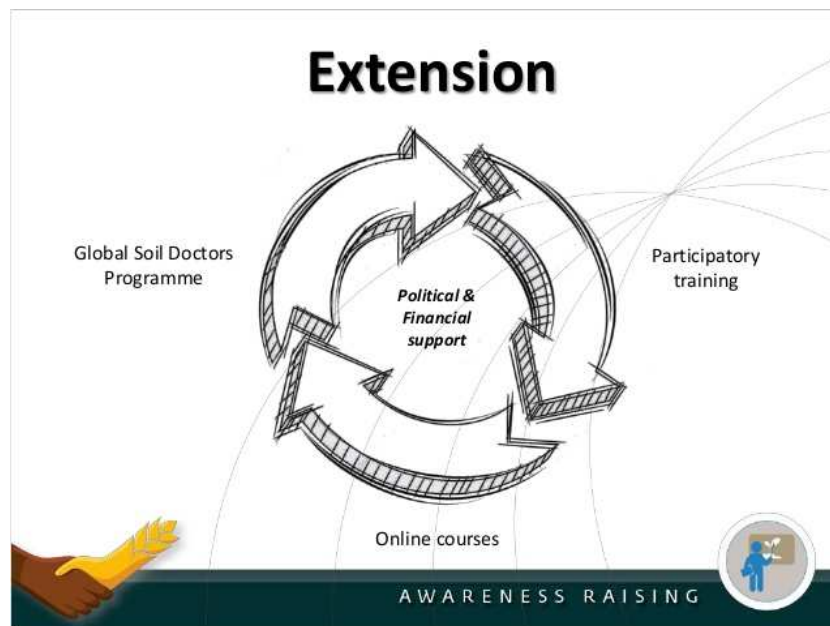 Extension
Global Soil Doctors
Programme
Participatory
training
Political &
Financial
support
Online courses
AWARENESS RAISING